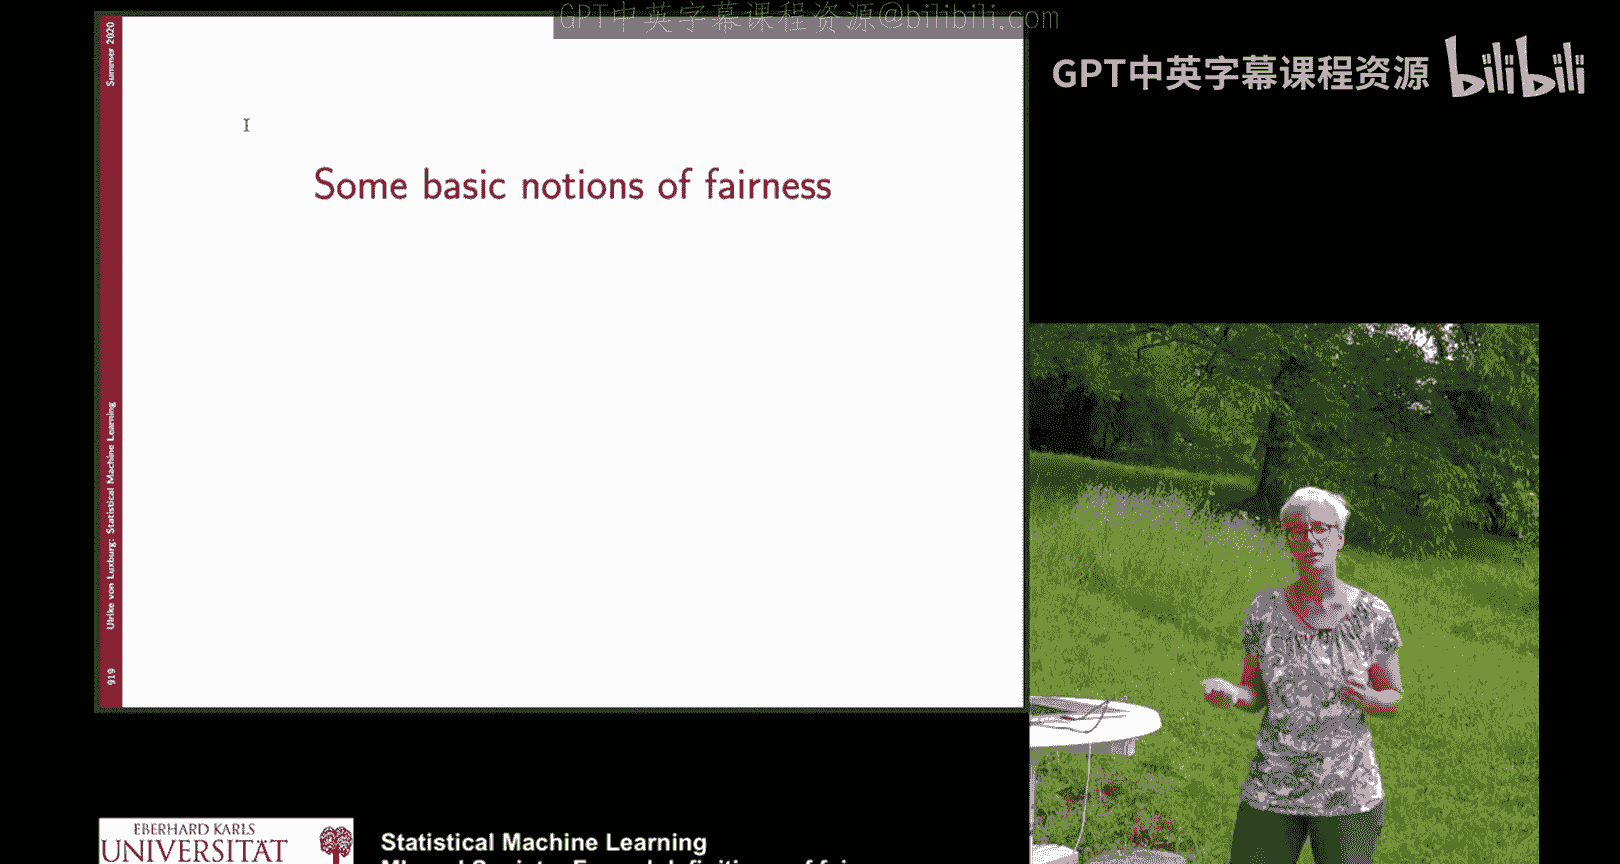 GPT中英字幕课程资源@bilibili.com
GPT中英字幕课程资源 bilibili
Summer 2020
Some basic notions of fairness
Ulrike von Luxburg: Statistical Machine Learning
919
EBERHARD KARLS
UNIVERSITÄT
Statistical Machine Learning